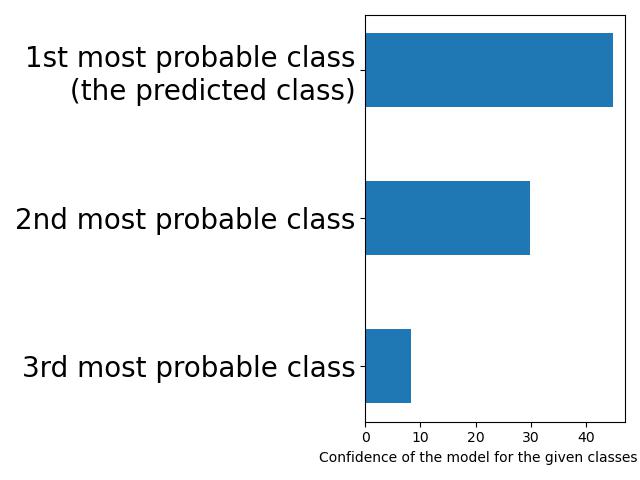 1st most probable class
(the predicted class)
2nd most probable class
3rd most probable class
0 10 20 30 40
Confidence of the model for the given classes